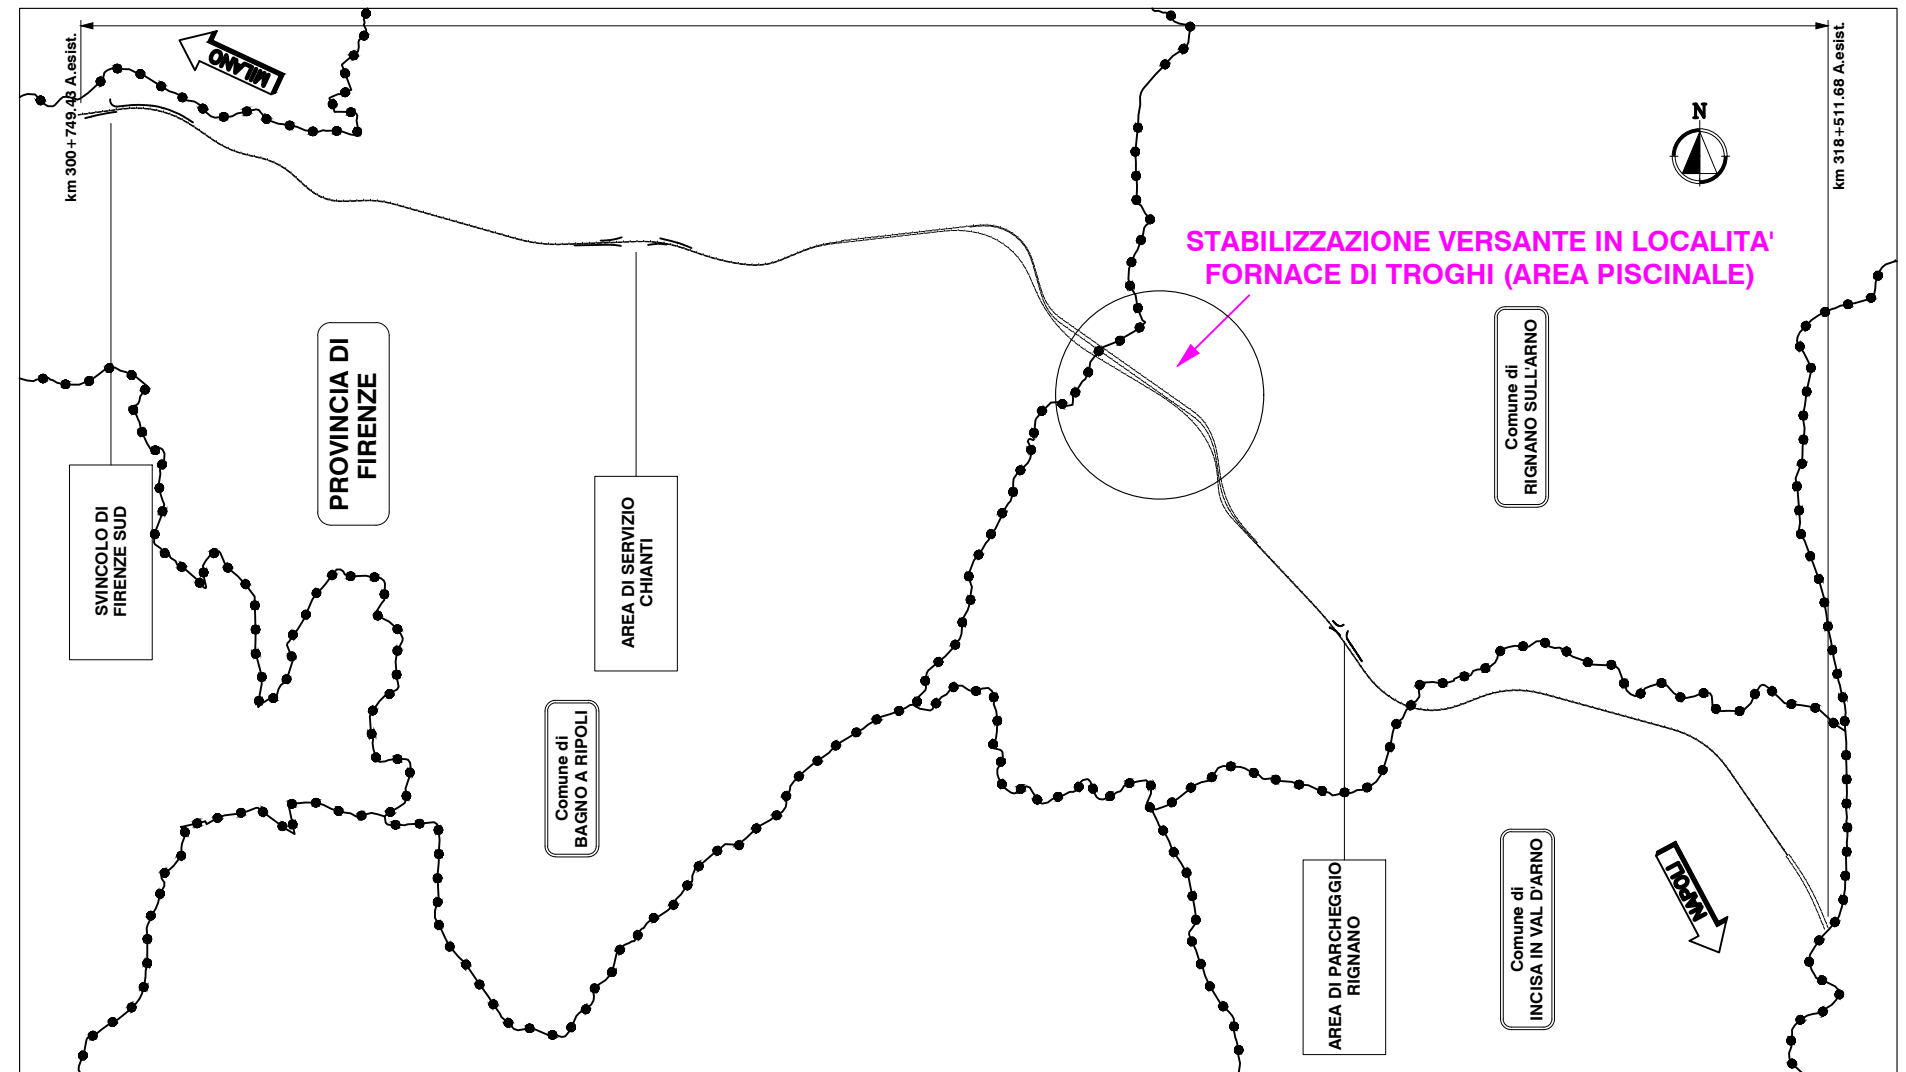 km 300+749.43 A.esist.
MILANO
N
km 318+511.68 A.esist.
STABILIZZAZIONE VERSANTE IN LOCALITA'
FORNACE DI TROGHI (AREA PISCINALE)
PROVINCIA DI
FIRENZE
Comune di
RIGNANO SULL'ARNO
SVINCOLO DI
FIRENZE SUD
AREA DI SERVIZIO
CHIANTI
Comune di
BAGNO A RIPOLI
AREA DI PARCHEGGIO
RIGNANO
Comune di
INCISA IN VAL D'ARNO
NAPOLI